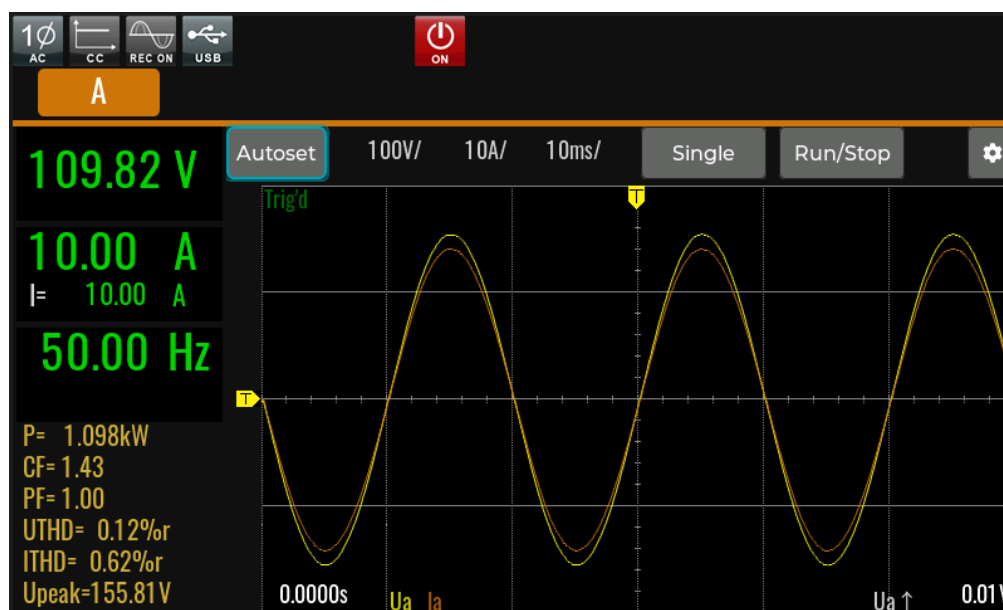 1Ø
AC
CC
REC ON
USB
ON
A
Autoset 100V/ 10A/ 10ms/ Single Run/Stop
109.82 V
Trig'd
T
10.00 A
I= 10.00 A
50.00 Hz
T
P= 1.098kW
CF= 1.43
PF= 1.00
UTHD= 0.12%r
ITHD= 0.62%r
Upeak=155.81V
0.0000s Ua Ia Ua ↑ 0.01V